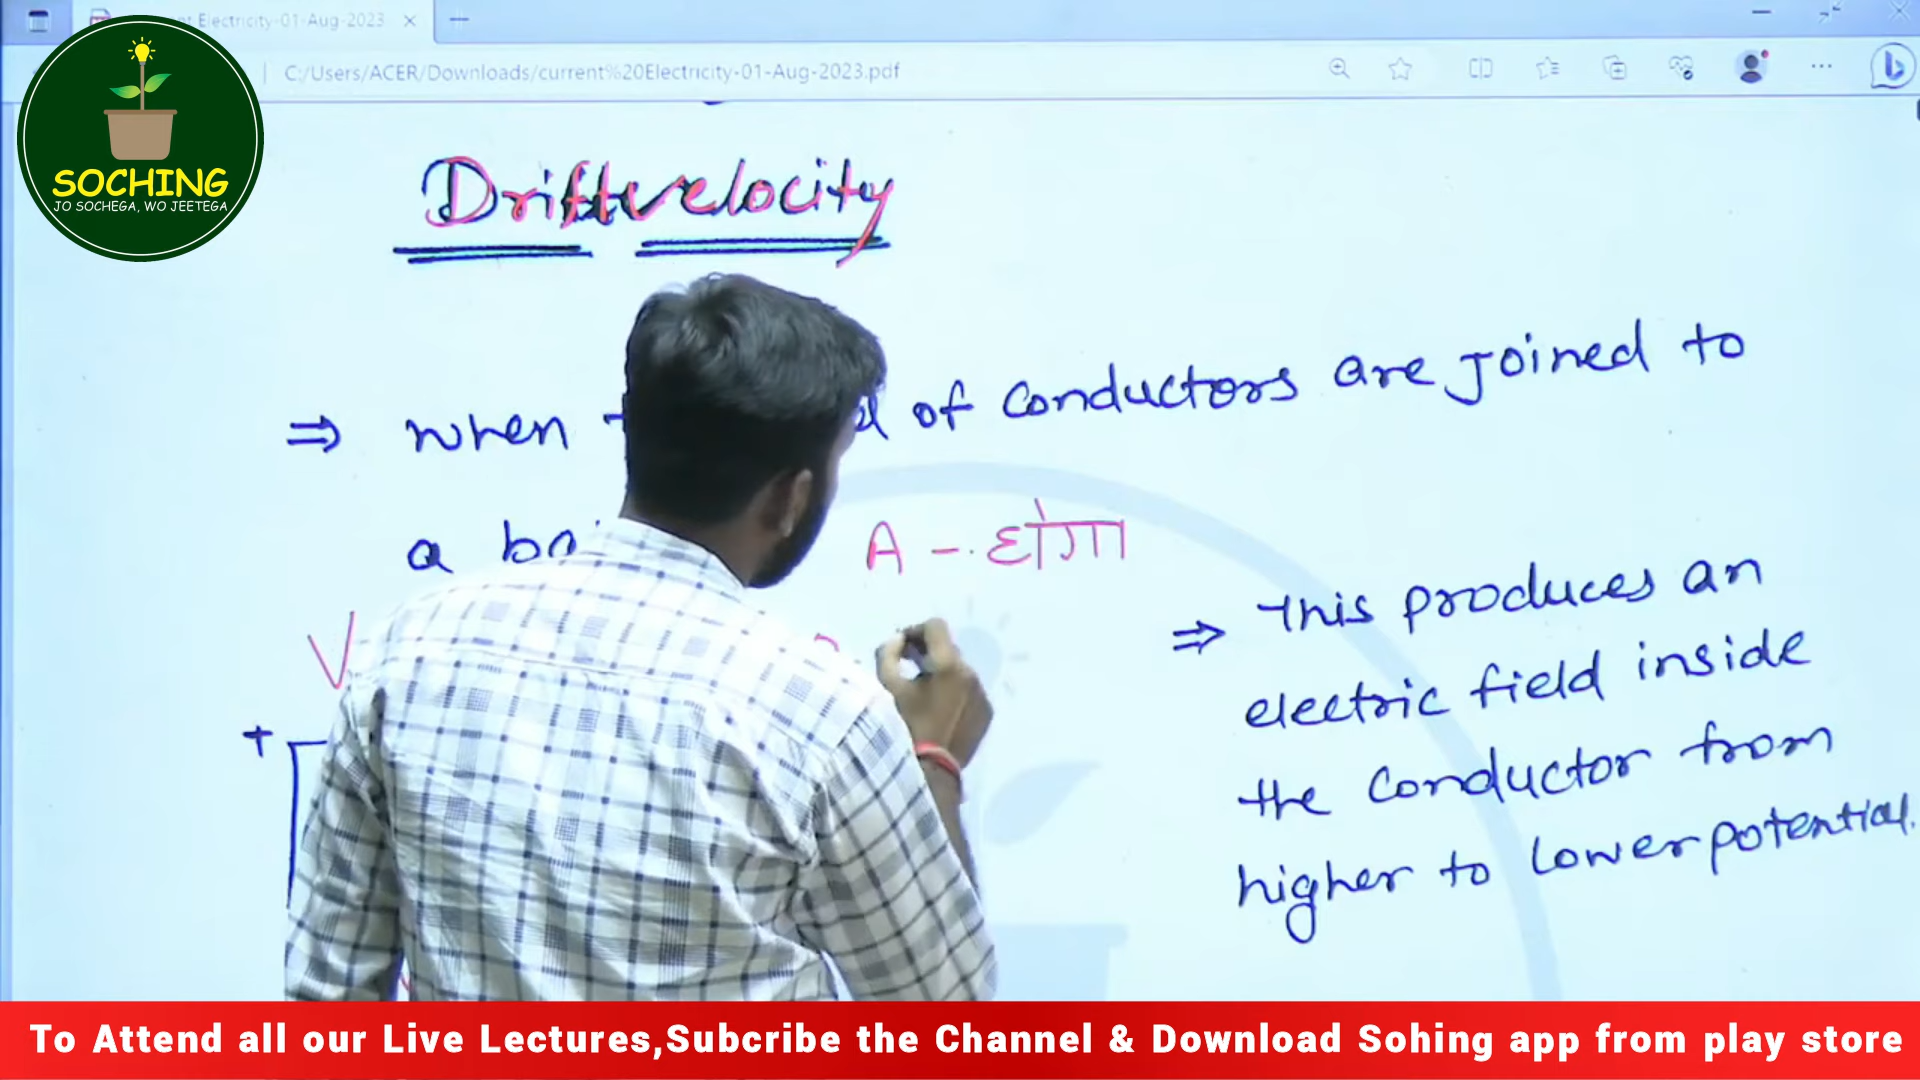 Electricity-01-Aug-2023
C:/Users/ACER/Downloads/current%20Electricity-01-Aug-2023.pdf
SOCHING
JO SOCHEGA, WO JEETEGA
Drift velocity
⇒ when of conductors are joined to
a
A - होगा
V
+
⇒ this produces an
electric field inside
the conductor from
higher to lower potential.
To Attend all our Live Lectures,Subcribe the Channel & Download Sohing app from play store